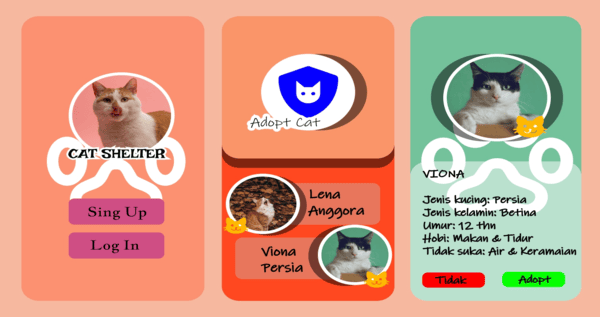 CAT SHELTER
Sing Up
Log In
Adopt Cat
Lena
Anggora
Viona
Persia
VIONA
Jenis kucing: Persia
Jenis kelamin: Betina
Umur: 12 thn
Hobi: Makan & Tidur
Tidak suka: Air & Keramaian
Tidak
Adopt